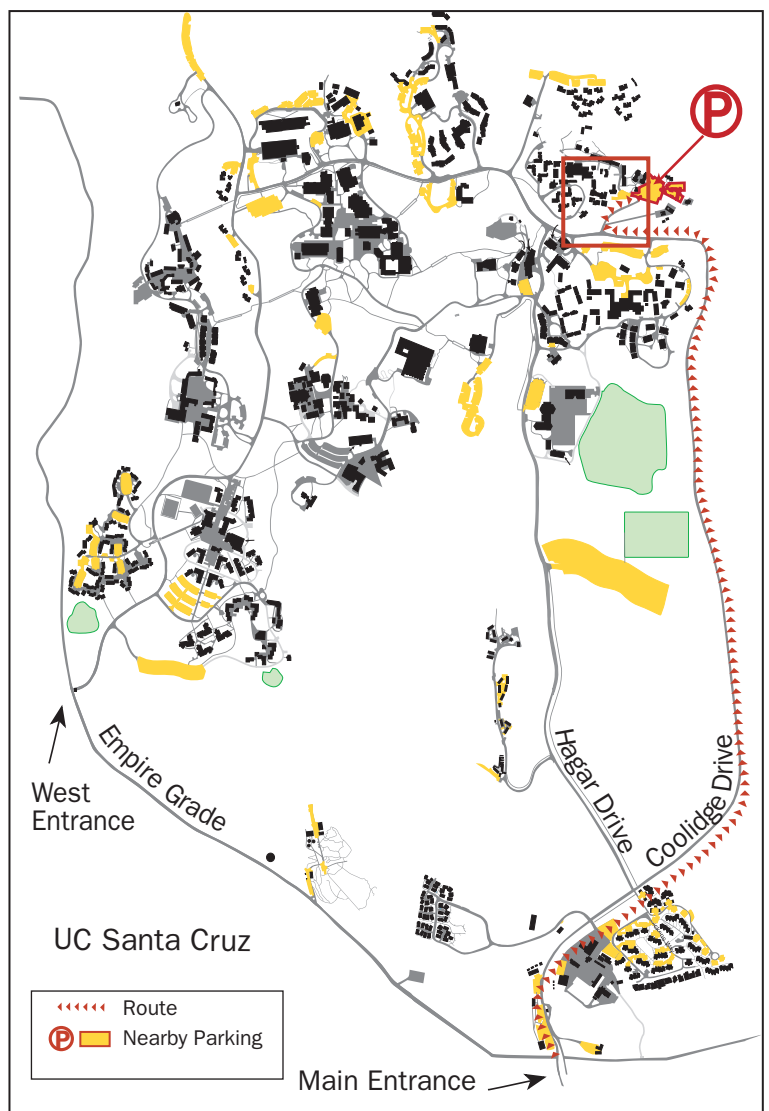 P
West
Entrance
Empire Grade
Hagar Drive
Coolidge Drive
UC Santa Cruz
Route
P Nearby Parking
Main Entrance